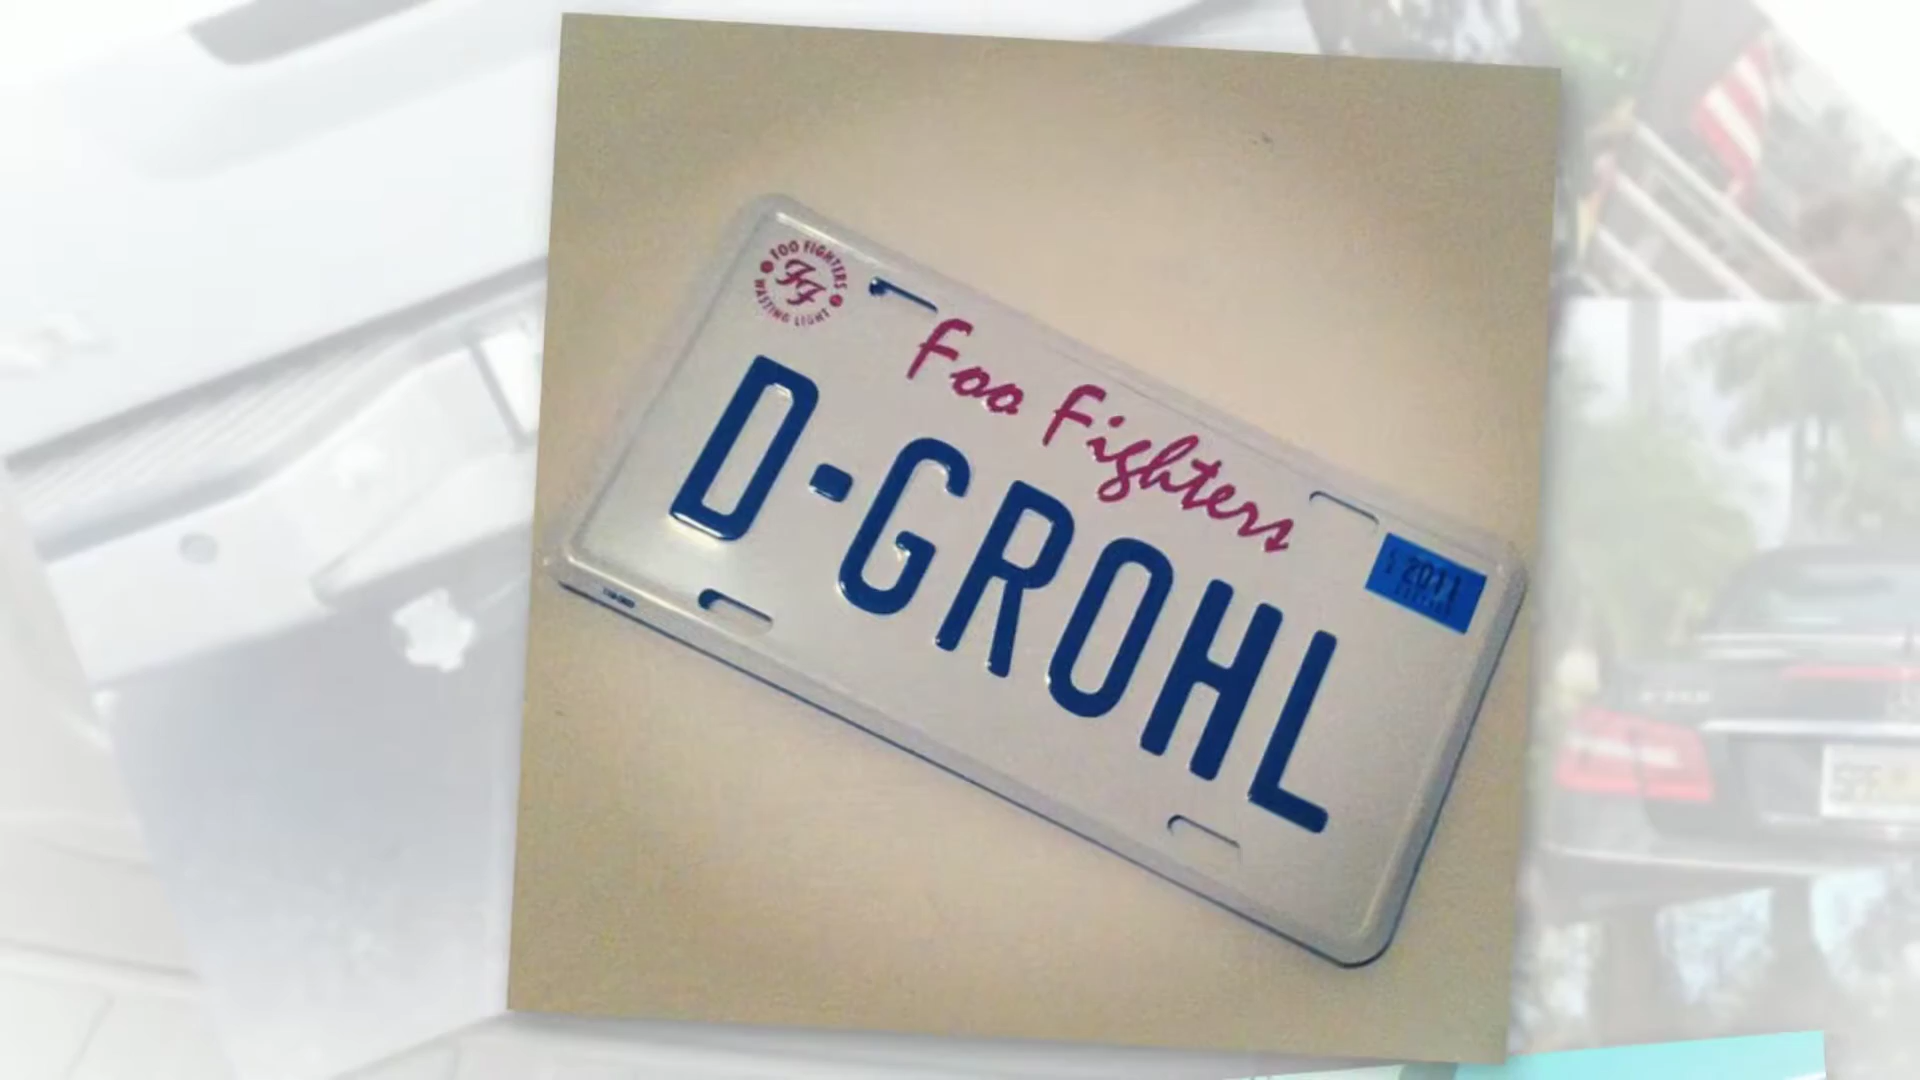 FOO FIGHTERS
FF
WASTING LIGHT
Foo Fighters
2011
D-GROHL